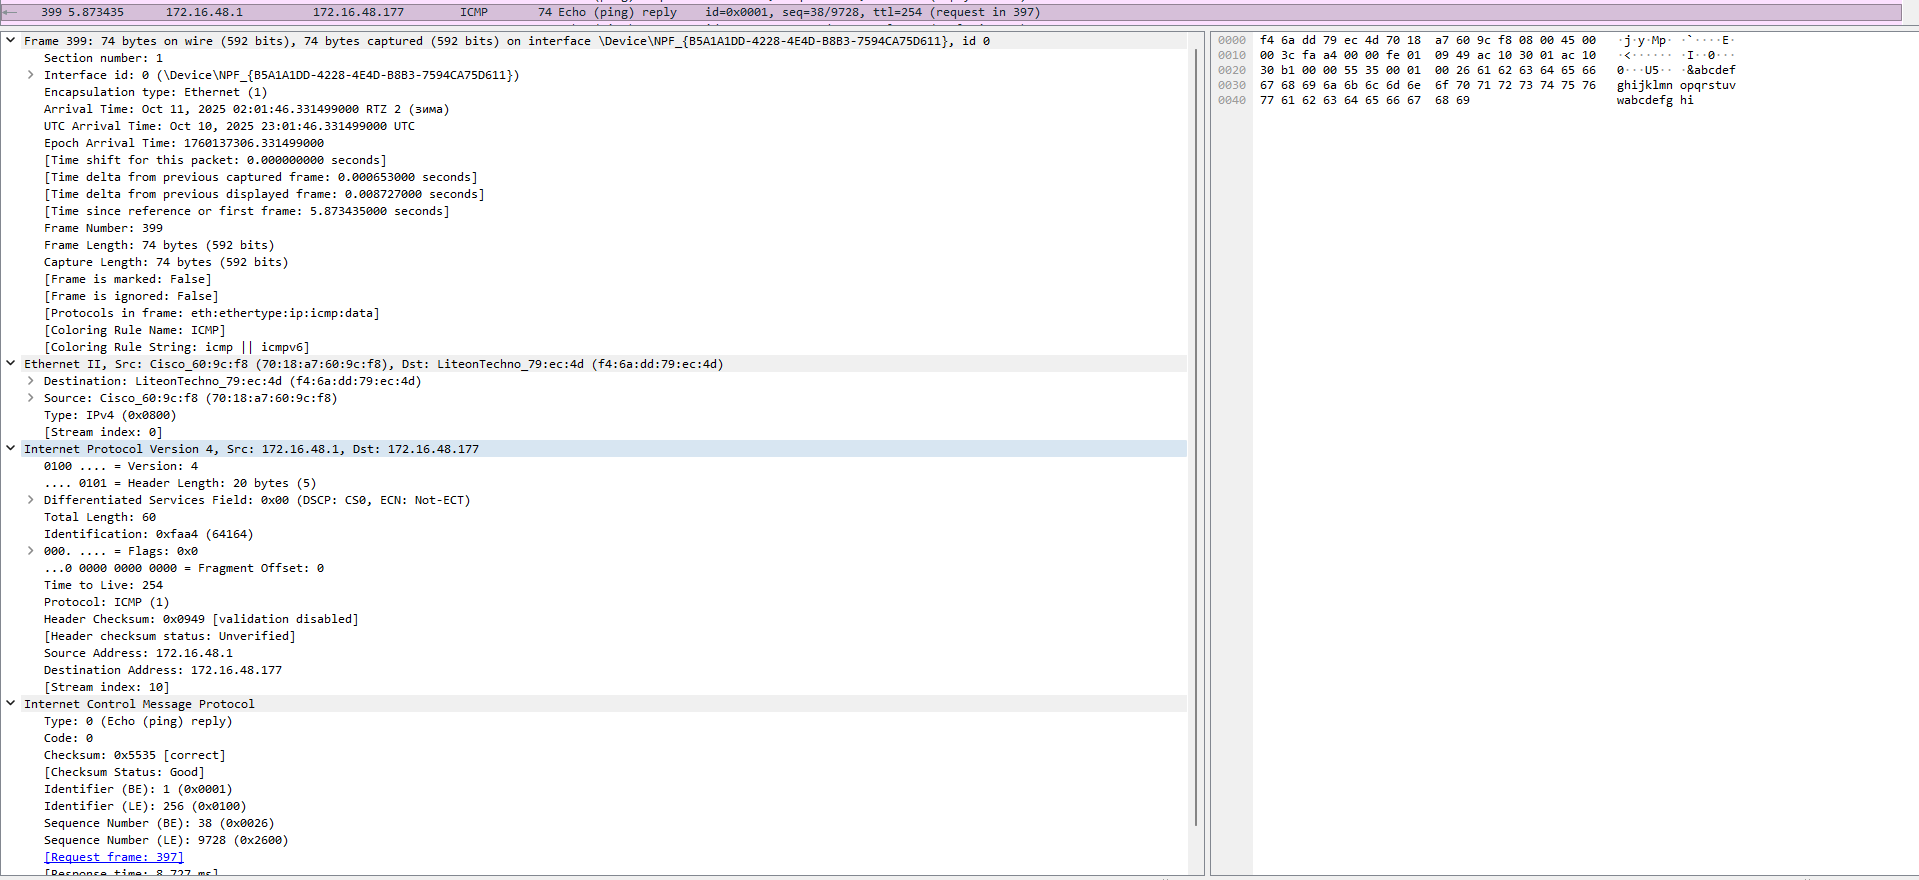 399 5.873435 172.16.48.1 172.16.48.177 ICMP 74 Echo (ping) reply id=0x0001, seq=38/9728, ttl=254 (request in 397)
Frame 399: 74 bytes on wire (592 bits), 74 bytes captured (592 bits) on interface \Device\NPF_{B5A1A1DD-4228-4E4D-B8B3-7594CA75D611}, id 0
Section number: 1
Interface id: 0 (\Device\NPF_{B5A1A1DD-4228-4E4D-B8B3-7594CA75D611})
Encapsulation type: Ethernet (1)
Arrival Time: Oct 11, 2025 02:01:46.331499000 RTZ 2 (зима)
UTC Arrival Time: Oct 10, 2025 23:01:46.331499000 UTC
Epoch Arrival Time: 1760137306.331499000
[Time shift for this packet: 0.000000000 seconds]
[Time delta from previous captured frame: 0.000653000 seconds]
[Time delta from previous displayed frame: 0.008727000 seconds]
[Time since reference or first frame: 5.873435000 seconds]
Frame Number: 399
Frame Length: 74 bytes (592 bits)
Capture Length: 74 bytes (592 bits)
[Frame is marked: False]
[Frame is ignored: False]
[Protocols in frame: eth:ethertype:ip:icmp:data]
[Coloring Rule Name: ICMP]
[Coloring Rule String: icmp || icmpv6]
Ethernet II, Src: Cisco_60:9c:f8 (70:18:a7:60:9c:f8), Dst: LiteonTechno_79:ec:4d (f4:6a:dd:79:ec:4d)
Destination: LiteonTechno_79:ec:4d (f4:6a:dd:79:ec:4d)
Source: Cisco_60:9c:f8 (70:18:a7:60:9c:f8)
Type: IPv4 (0x0800)
[Stream index: 0]
Internet Protocol Version 4, Src: 172.16.48.1, Dst: 172.16.48.177
0100 .... = Version: 4
.... 0101 = Header Length: 20 bytes (5)
Differentiated Services Field: 0x00 (DSCP: CS0, ECN: Not-ECT)
Total Length: 60
Identification: 0xfaa4 (64164)
000. .... = Flags: 0x0
...0 0000 0000 0000 = Fragment Offset: 0
Time to Live: 254
Protocol: ICMP (1)
Header Checksum: 0x0949 [validation disabled]
[Header checksum status: Unverified]
Source Address: 172.16.48.1
Destination Address: 172.16.48.177
[Stream index: 10]
Internet Control Message Protocol
Type: 0 (Echo (ping) reply)
Code: 0
Checksum: 0x5535 [correct]
[Checksum Status: Good]
Identifier (BE): 1 (0x0001)
Identifier (LE): 256 (0x0100)
Sequence Number (BE): 38 (0x0026)
Sequence Number (LE): 9728 (0x2600)
[Request frame: 397]
[Response time: 8.727 ms]
0000 f4 6a dd 79 ec 4d 70 18 a7 60 9c f8 08 00 45 00 ·j·y·Mp· ·`····E·
0010 00 3c fa a4 00 00 fe 01 09 49 ac 10 30 01 ac 10 ·<······ ·I··0···
0020 30 b1 00 00 55 35 00 01 00 26 61 62 63 64 65 66 0···U5·· ·&abcdef
0030 67 68 69 6a 6b 6c 6d 6e 6f 70 71 72 73 74 75 76 ghijklmn opqrstuv
0040 77 61 62 63 64 65 66 67 68 69 wabcdefg hi